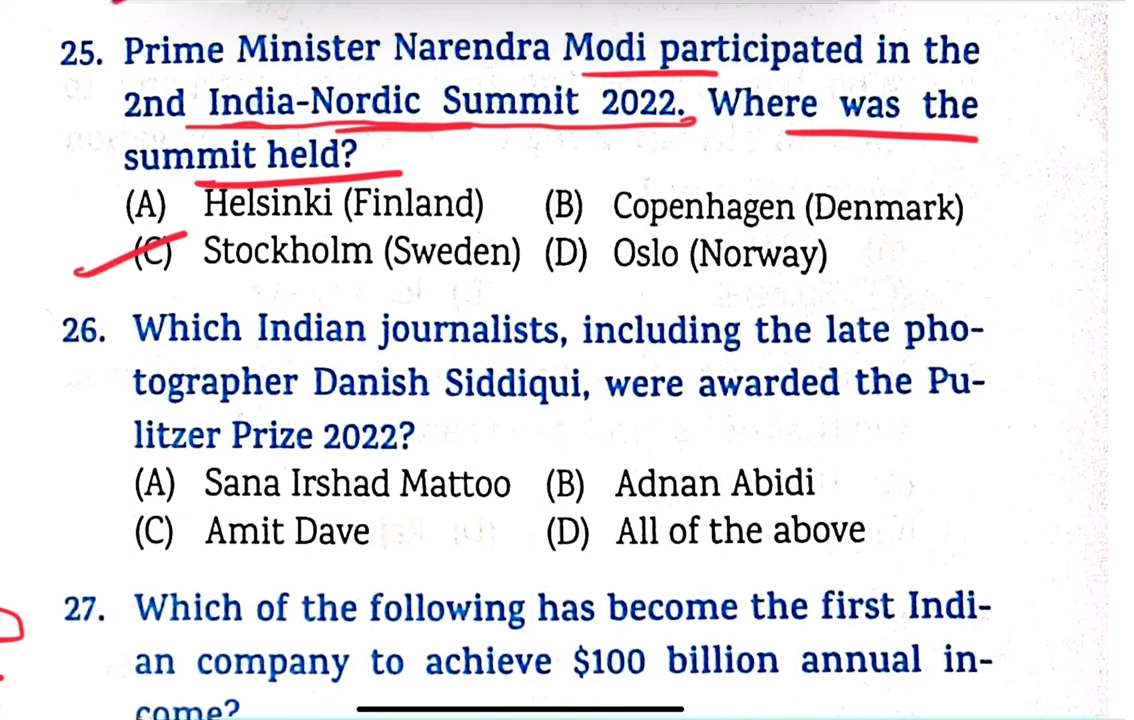 25. Prime Minister Narendra Modi participated in the
2nd India-Nordic Summit 2022. Where was the
summit held?
(A) Helsinki (Finland) (B) Copenhagen (Denmark)
(C) Stockholm (Sweden) (D) Oslo (Norway)
26. Which Indian journalists, including the late pho-
tographer Danish Siddiqui, were awarded the Pu-
litzer Prize 2022?
(A) Sana Irshad Mattoo (B) Adnan Abidi
(C) Amit Dave (D) All of the above
27. Which of the following has become the first Indi-
an company to achieve $100 billion annual in-
come?